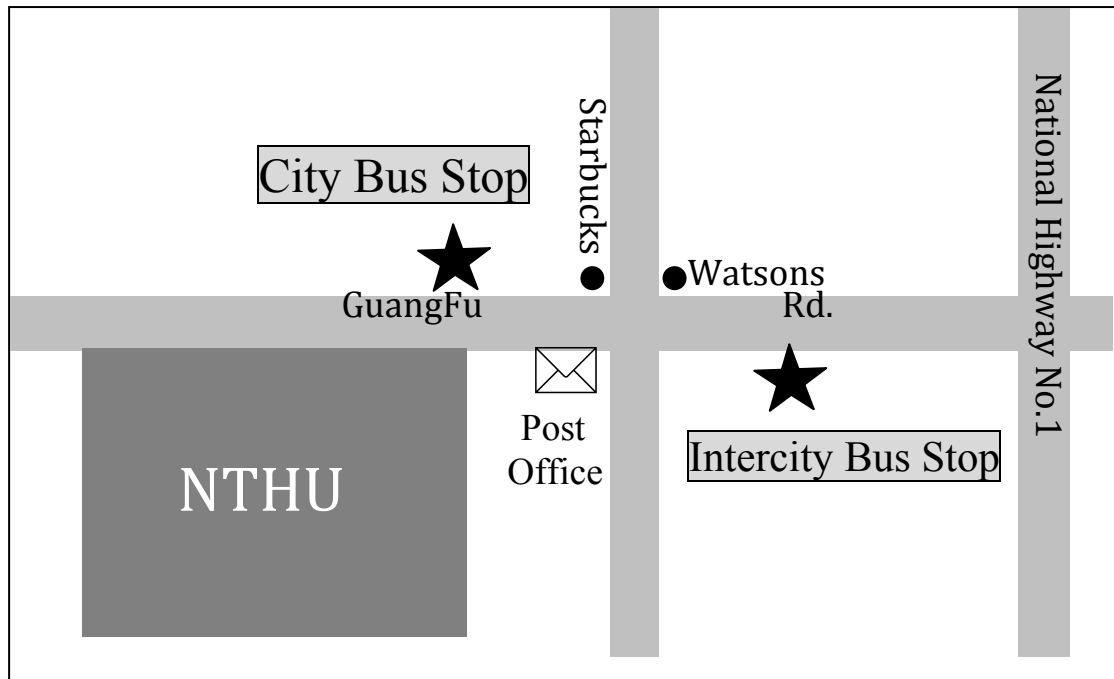 City Bus Stop
Starbucks
Watsons
GuangFu Rd.
National Highway No.1
Post
Office
Intercity Bus Stop
NTHU